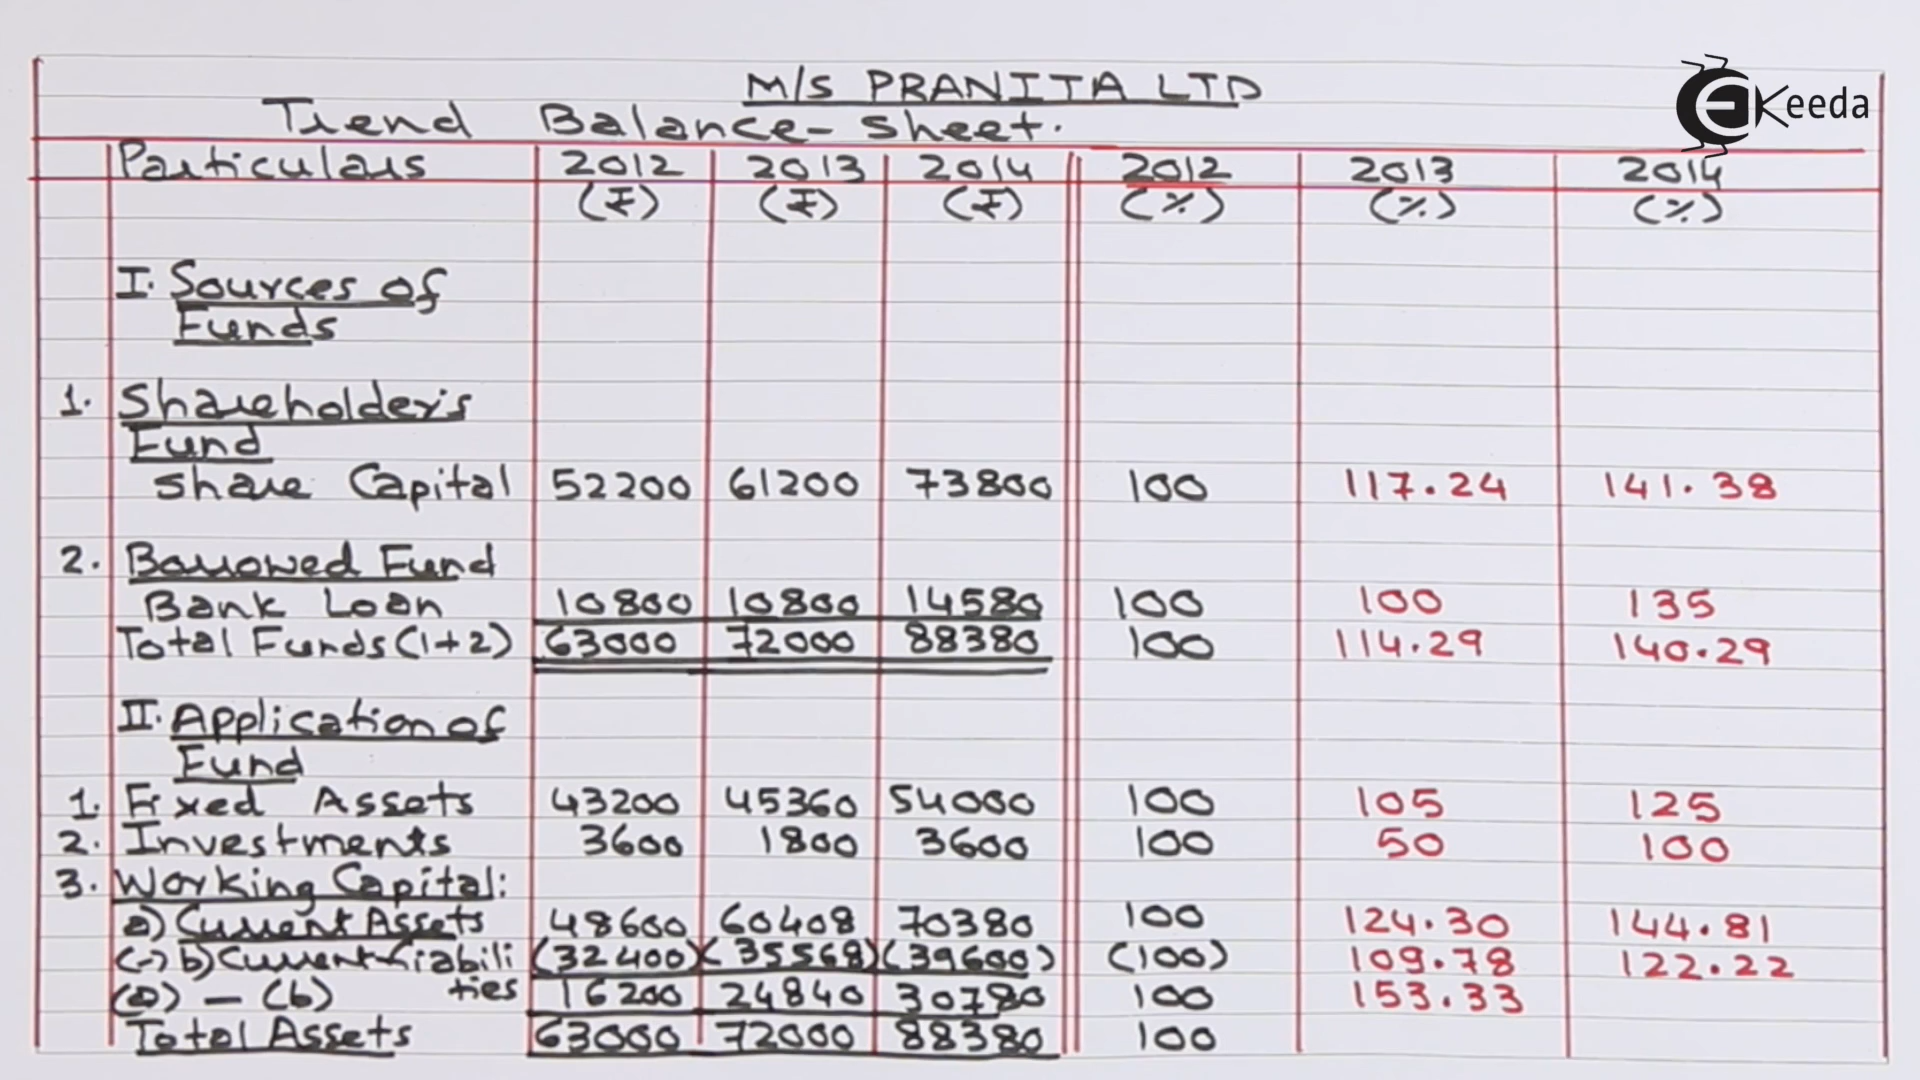 M/S PRANITA LTD
Keeda
Trend Balance-Sheet.
Particulars 2012 2013 2014 2012 2013 2014
(₹) (₹) (₹) (%) (%) (%)
I. Sources of
Funds
1. Shareholder's
Fund
Share Capital 52200 61200 73800 100 117.24 141.38
2. Borrowed Fund
Bank Loan 10800 10800 14580 100 100 135
Total Funds (1+2) 63000 72000 88380 100 114.29 140.29
II. Application of
Fund
1. Fixed Assets 43200 45360 54000 100 105 125
2. Investments 3600 1800 3600 100 50 100
3. Working Capital:
a) Current Assets 48600 60408 70380 100 124.30 144.81
(-) b) Current Liabili (32400) (35568) (39600) (100) 109.78 122.22
(a) - (b) ties 16200 24840 30780 100 153.33
Total Assets 63000 72000 88380 100